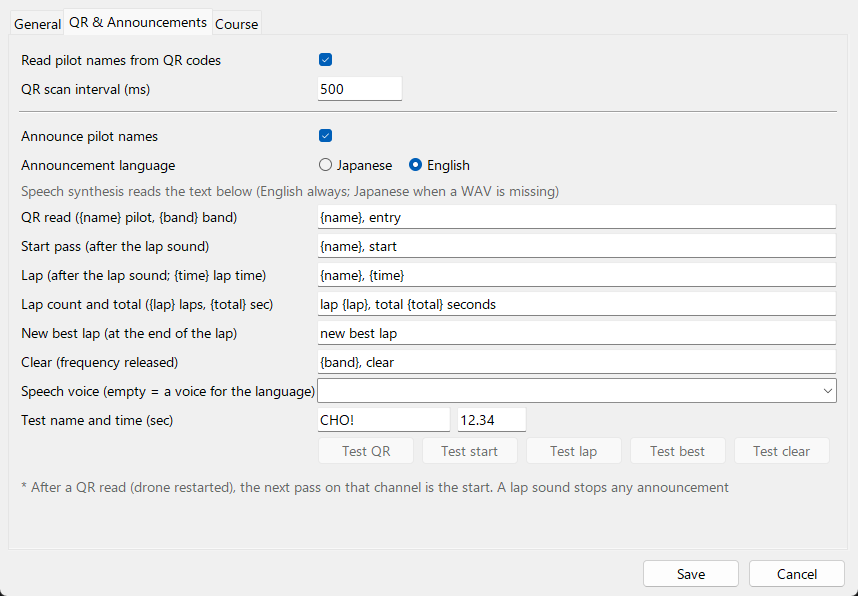 General QR & Announcements Course
Read pilot names from QR codes
QR scan interval (ms) 500
Announce pilot names
Announcement language Japanese English
Speech synthesis reads the text below (English always; Japanese when a WAV is missing)
QR read ({name} pilot, {band} band) {name}, entry
Start pass (after the lap sound) {name}, start
Lap (after the lap sound; {time} lap time) {name}, {time}
Lap count and total ({lap} laps, {total} sec) lap {lap}, total {total} seconds
New best lap (at the end of the lap) new best lap
Clear (frequency released) {band}, clear
Speech voice (empty = a voice for the language)
Test name and time (sec) CHO! 12.34
Test QR Test start Test lap Test best Test clear
* After a QR read (drone restarted), the next pass on that channel is the start. A lap sound stops any announcement
Save Cancel